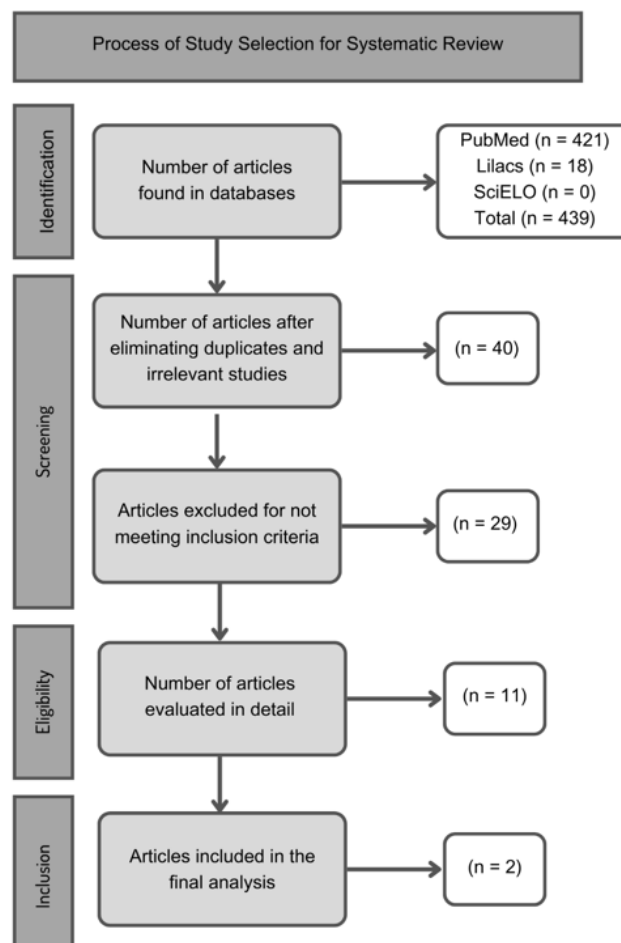 Process of Study Selection for Systematic Review
Identification
Number of articles
found in databases
PubMed (n = 421)
Lilacs (n = 18)
SciELO (n = 0)
Total (n = 439)
Screening
Number of articles after
eliminating duplicates and
irrelevant studies
(n = 40)
Articles excluded for not
meeting inclusion criteria
(n = 29)
Eligibility
Number of articles
evaluated in detail
(n = 11)
Inclusion
Articles included in the
final analysis
(n = 2)